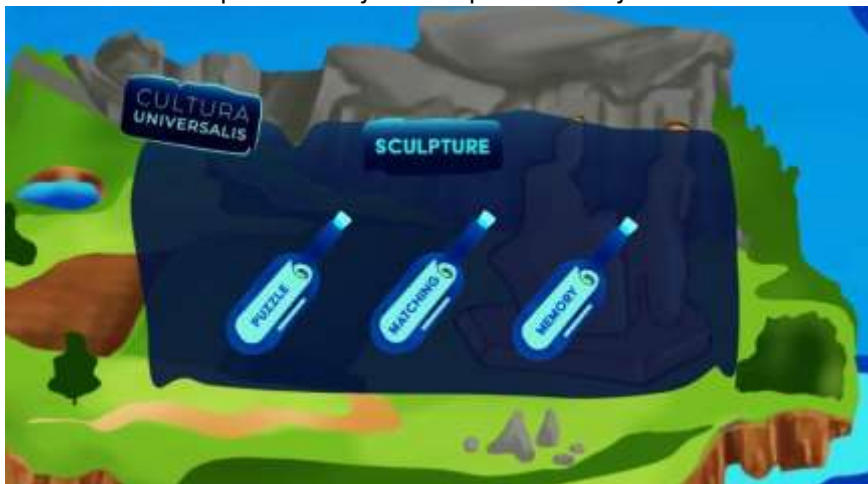 CULTURA
UNIVERSALIS
SCULPTURE
PUZZLE
MATCHING
MEMORY